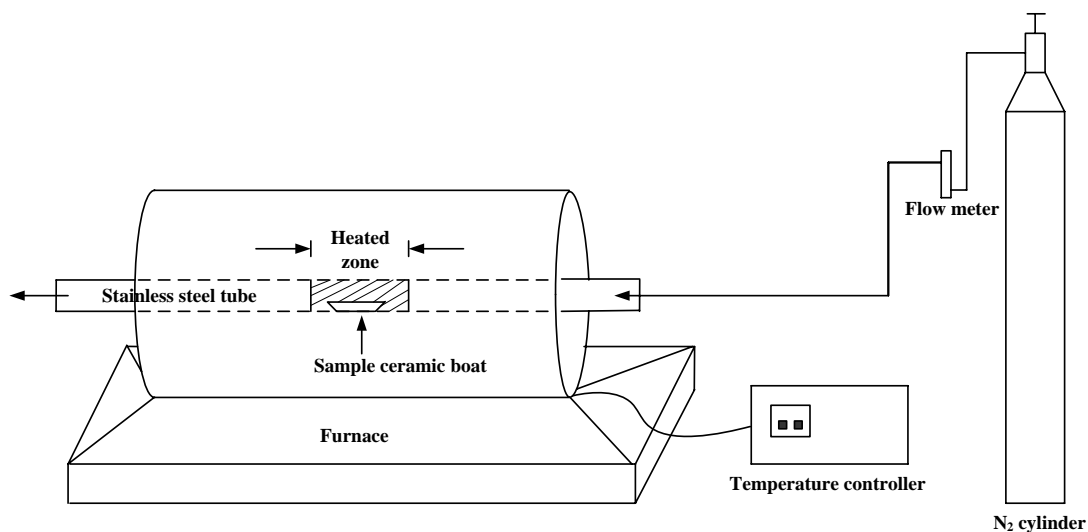 Flow meter
Heated
zone
Stainless steel tube
Sample ceramic boat
Furnace
Temperature controller
N₂ cylinder